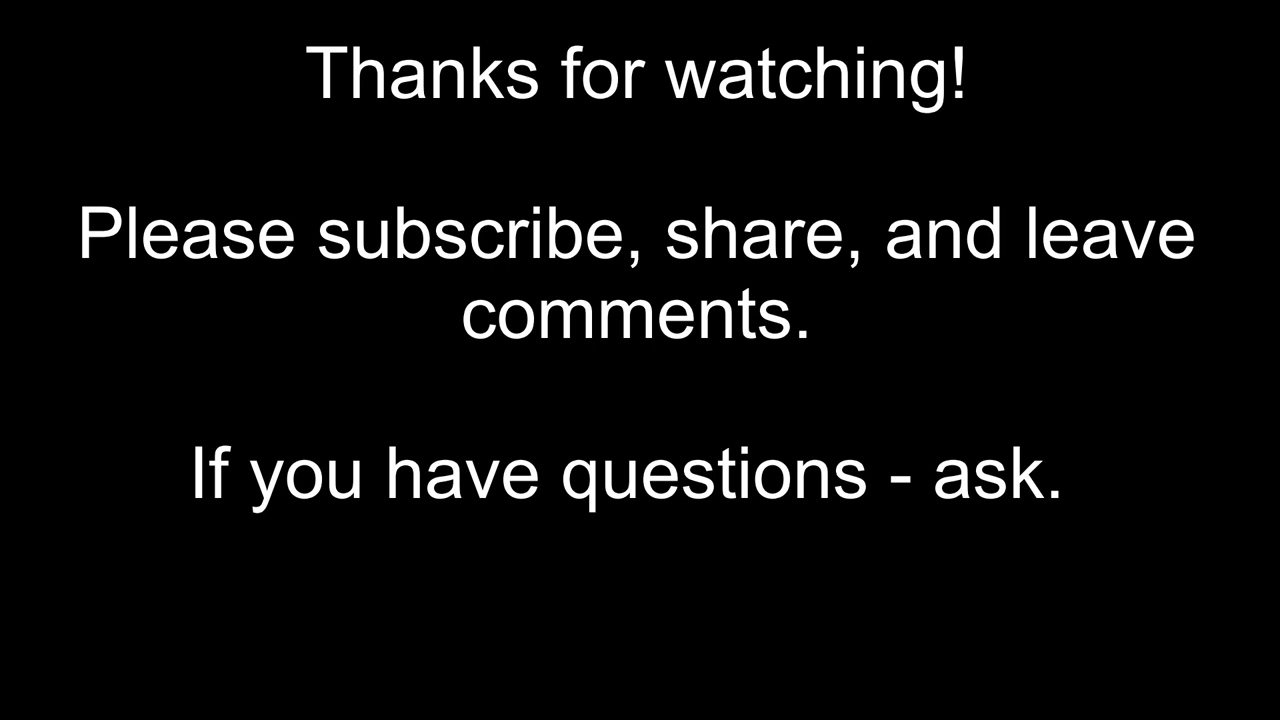 Thanks for watching!
Please subscribe, share, and leave
comments.
If you have questions - ask.